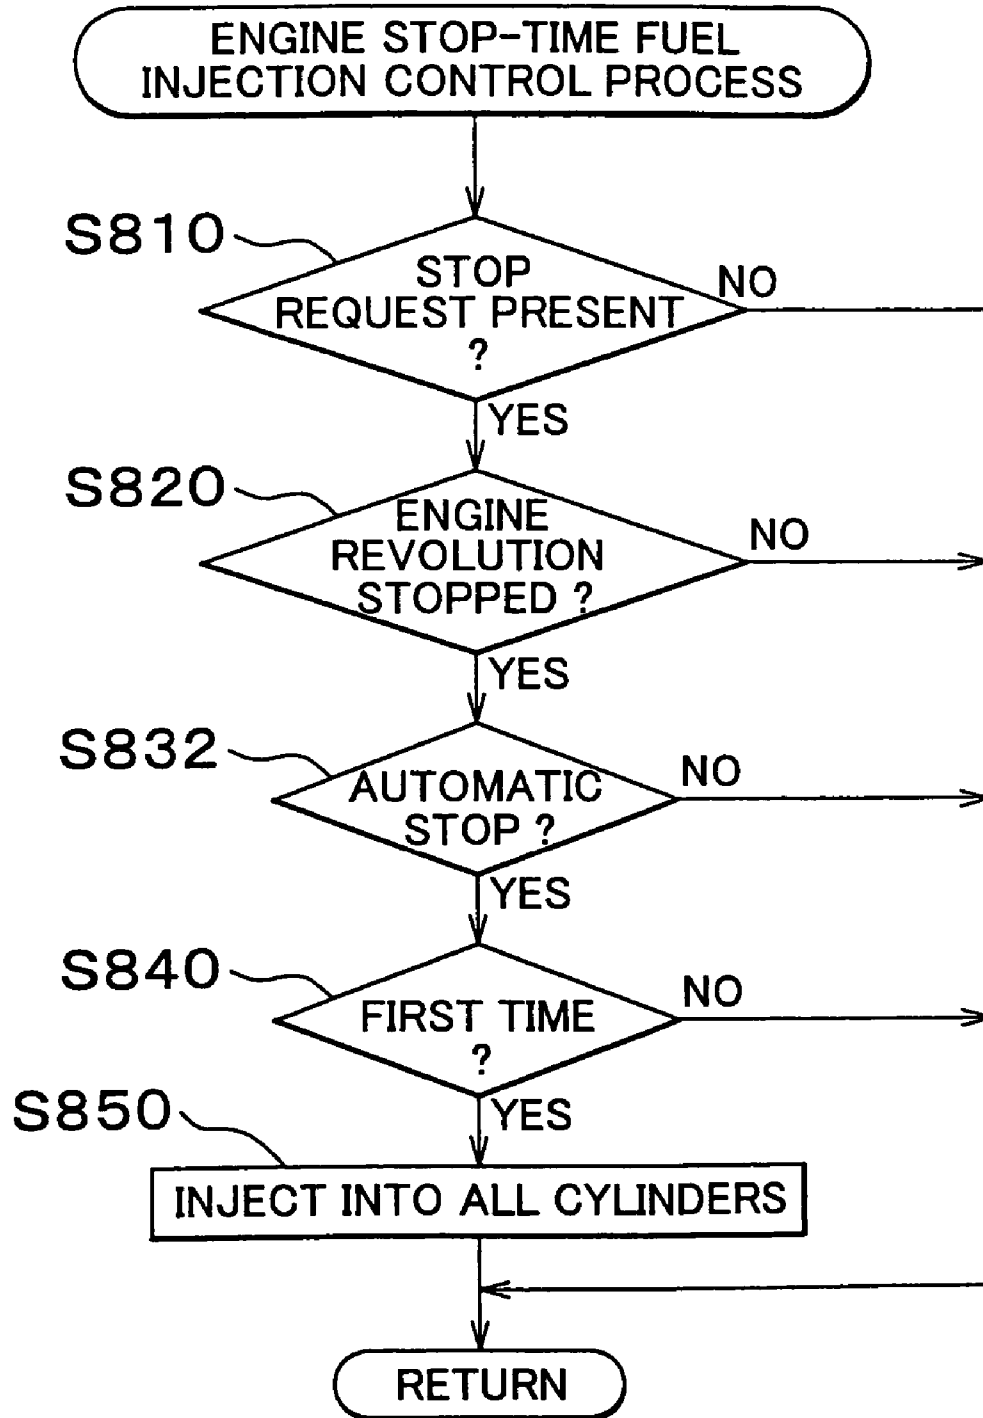 ENGINE STOP-TIME FUEL
INJECTION CONTROL PROCESS
S810
STOP
REQUEST PRESENT
?
NO
YES
S820
ENGINE
REVOLUTION
STOPPED ?
NO
YES
S832
AUTOMATIC
STOP ?
NO
YES
S840
FIRST TIME
?
NO
YES
S850
INJECT INTO ALL CYLINDERS
RETURN